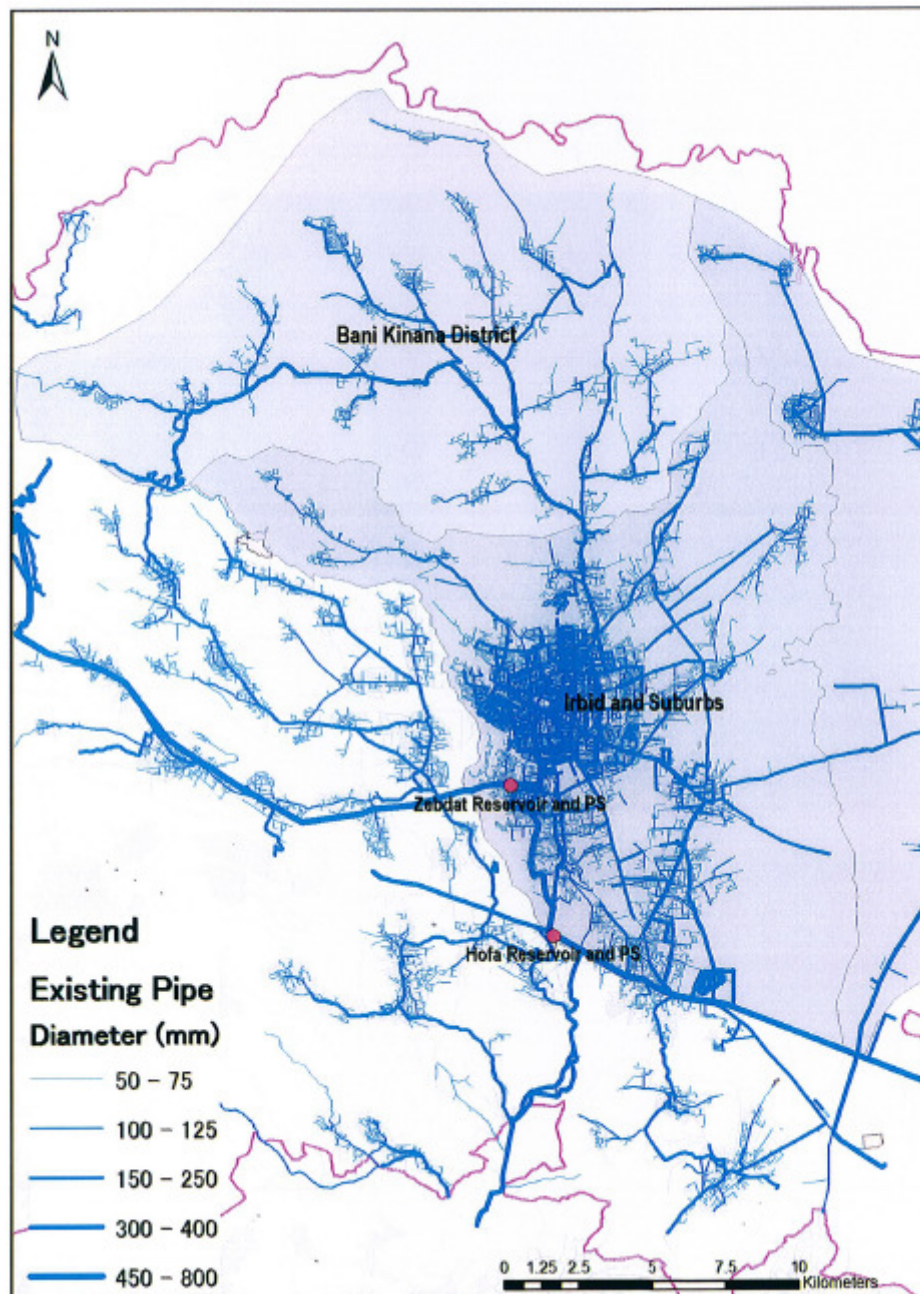 N
Bani Kinana District
Irbid and Suburbs
Zebdat Reservoir and PS
Hofa Reservoir and PS
Legend
Existing Pipe
Diameter (mm)
50 - 75
100 - 125
150 - 250
300 - 400
450 - 800
0 1.25 2.5 5 7.5 10
Kilometers